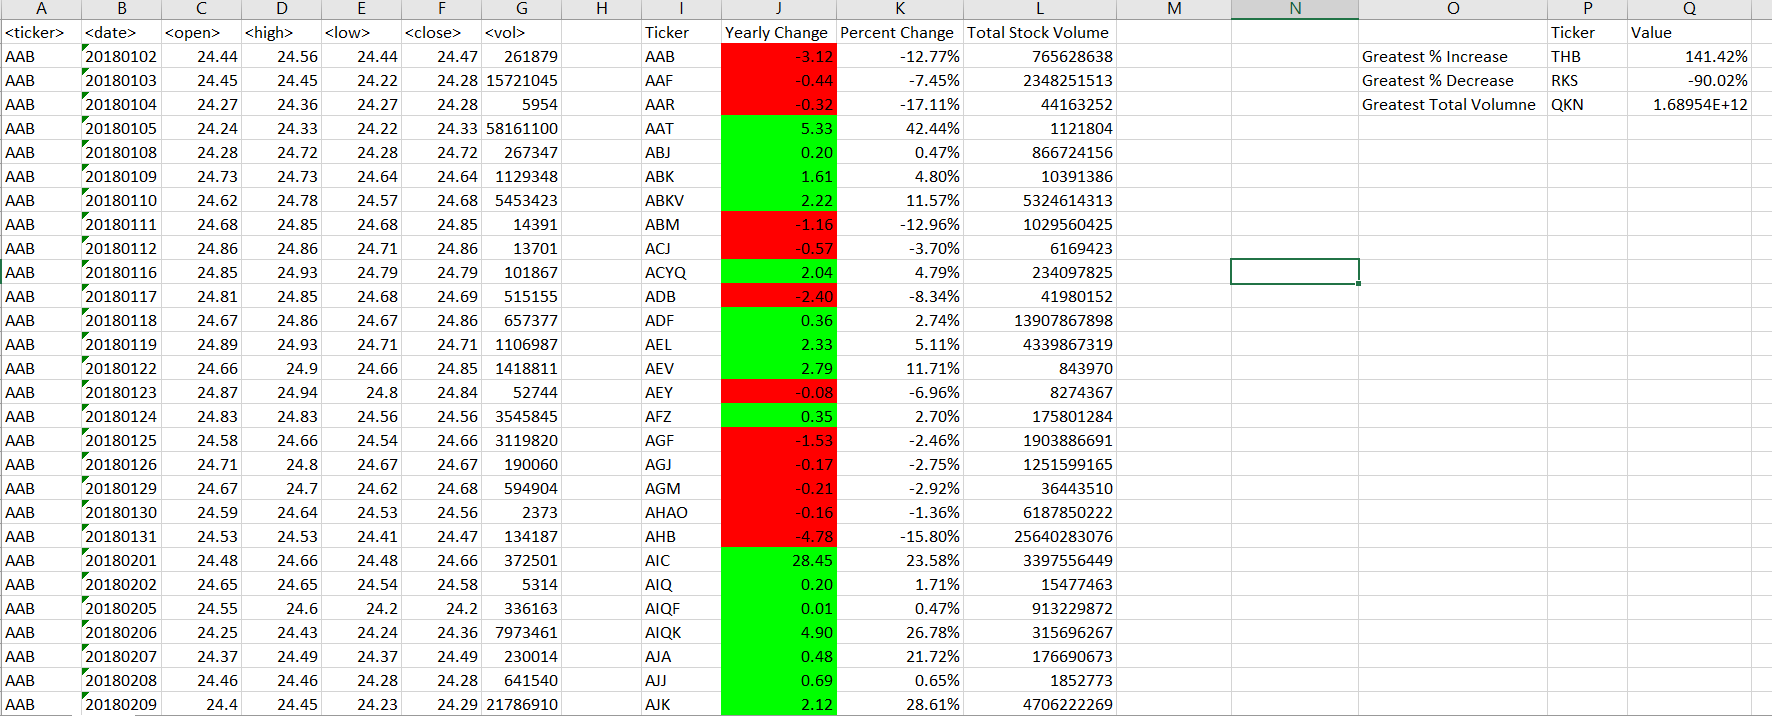 A B C D E F G H I J K L M N O P Q
<ticker> <date> <open> <high> <low> <close> <vol> Ticker Yearly Change Percent Change Total Stock Volume Ticker Value
AAB 20180102 24.44 24.56 24.44 24.47 261879 AAB -3.12 -12.77% 765628638 Greatest % Increase THB 141.42%
AAB 20180103 24.45 24.45 24.22 24.28 15721045 AAF -0.44 -7.45% 2348251513 Greatest % Decrease RKS -90.02%
AAB 20180104 24.27 24.36 24.27 24.28 5954 AAR -0.32 -17.11% 44163252 Greatest Total Volumne QKN 1.68954E+12
AAB 20180105 24.24 24.33 24.22 24.33 58161100 AAT 5.33 42.44% 1121804
AAB 20180108 24.28 24.72 24.28 24.72 267347 ABJ 0.20 0.47% 866724156
AAB 20180109 24.73 24.73 24.64 24.64 1129348 ABK 1.61 4.80% 10391386
AAB 20180110 24.62 24.78 24.57 24.68 5453423 ABKV 2.22 11.57% 5324614313
AAB 20180111 24.68 24.85 24.68 24.85 14391 ABM -1.16 -12.96% 1029560425
AAB 20180112 24.86 24.86 24.71 24.86 13701 ACJ -0.57 -3.70% 6169423
AAB 20180116 24.85 24.93 24.79 24.79 101867 ACYQ 2.04 4.79% 234097825
AAB 20180117 24.81 24.85 24.68 24.69 515155 ADB -2.40 -8.34% 41980152
AAB 20180118 24.67 24.86 24.67 24.86 657377 ADF 0.36 2.74% 13907867898
AAB 20180119 24.89 24.93 24.71 24.71 1106987 AEL 2.33 5.11% 4339867319
AAB 20180122 24.66 24.9 24.66 24.85 1418811 AEV 2.79 11.71% 843970
AAB 20180123 24.87 24.94 24.8 24.84 52744 AEY -0.08 -6.96% 8274367
AAB 20180124 24.83 24.83 24.56 24.56 3545845 AFZ 0.35 2.70% 175801284
AAB 20180125 24.58 24.66 24.54 24.66 3119820 AGF -1.53 -2.46% 1903886691
AAB 20180126 24.71 24.8 24.67 24.67 190060 AGJ -0.17 -2.75% 1251599165
AAB 20180129 24.67 24.7 24.62 24.68 594904 AGM -0.21 -2.92% 36443510
AAB 20180130 24.59 24.64 24.53 24.56 2373 AHAO -0.16 -1.36% 6187850222
AAB 20180131 24.53 24.53 24.41 24.47 134187 AHB -4.78 -15.80% 25640283076
AAB 20180201 24.48 24.66 24.48 24.66 372501 AIC 28.45 23.58% 3397556449
AAB 20180202 24.65 24.65 24.54 24.58 5314 AIQ 0.20 1.71% 15477463
AAB 20180205 24.55 24.6 24.2 24.2 336163 AIQF 0.01 0.47% 913229872
AAB 20180206 24.25 24.43 24.24 24.36 7973461 AIQK 4.90 26.78% 315696267
AAB 20180207 24.37 24.49 24.37 24.49 230014 AJA 0.48 21.72% 176690673
AAB 20180208 24.46 24.46 24.28 24.28 641540 AJJ 0.69 0.65% 1852773
AAB 20180209 24.4 24.45 24.23 24.29 21786910 AJK 2.12 28.61% 4706222269